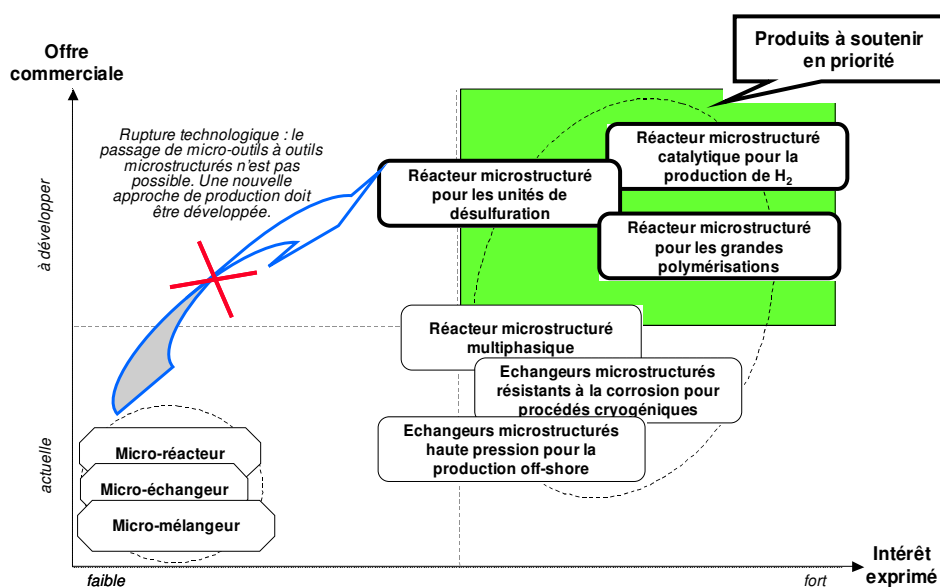 Offre
commerciale
Produits à soutenir
en priorité
Rupture technologique : le
passage de micro-outils à outils
microstructurés n'est pas
possible. Une nouvelle
approche de production doit
être développée.
à développer
Réacteur microstructuré
catalytique pour la
production de H₂
Réacteur microstructuré
pour les unités de
désulfuration
Réacteur microstructuré
pour les grandes
polymérisations
Réacteur microstructuré
multiphasique
Echangeurs microstructurés
résistants à la corrosion pour
procédés cryogéniques
Echangeurs microstructurés
haute pression pour la
production off-shore
actuelle
Micro-réacteur
Micro-échangeur
Micro-mélangeur
faible
fort
Intérêt
exprimé